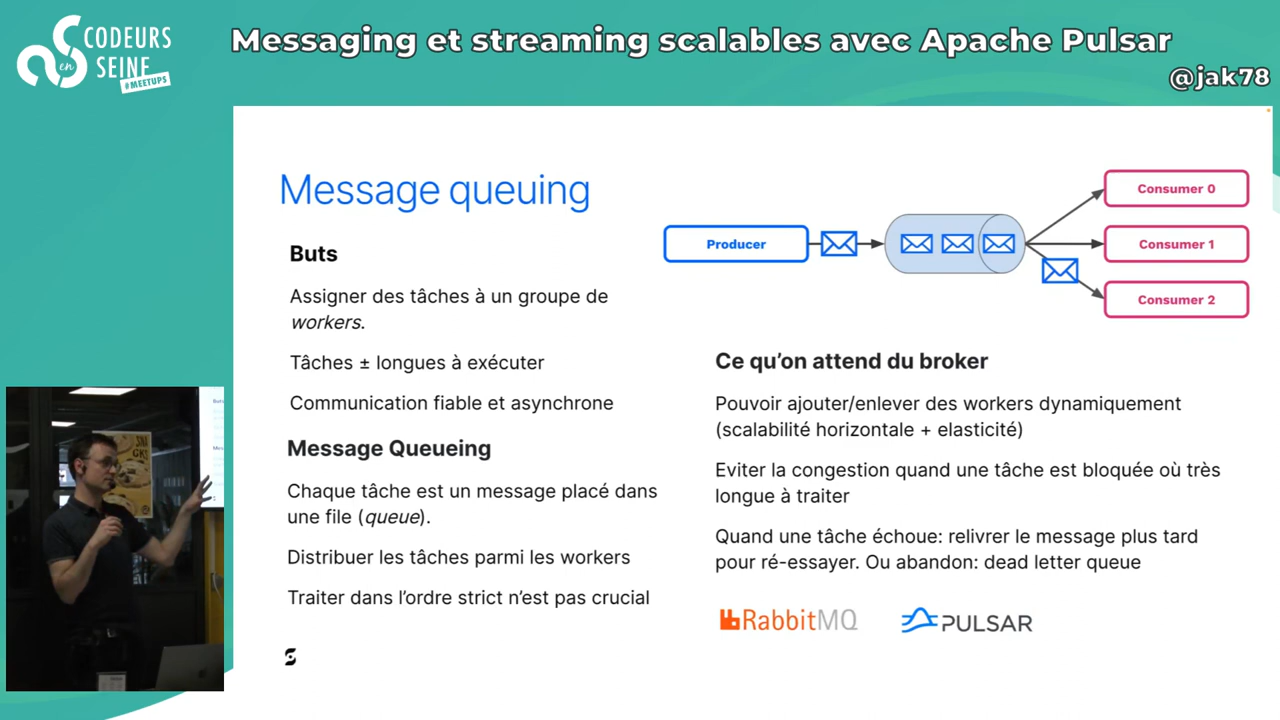 CODEURS
en
SEINE
#MEETUPS
Messaging et streaming scalables avec Apache Pulsar
@jak78
Message queuing
Buts
Assigner des tâches à un groupe de
workers.
Tâches ± longues à exécuter
Communication fiable et asynchrone
Message Queueing
Chaque tâche est un message placé dans
une file (queue).
Distribuer les tâches parmi les workers
Traiter dans l’ordre strict n’est pas crucial
Producer
Consumer 0
Consumer 1
Consumer 2
Ce qu’on attend du broker
Pouvoir ajouter/enlever des workers dynamiquement
(scalabilité horizontale + elasticité)
Eviter la congestion quand une tâche est bloquée où très
longue à traiter
Quand une tâche échoue: relivrer le message plus tard
pour ré-essayer. Ou abandon: dead letter queue
RabbitMQ
PULSAR